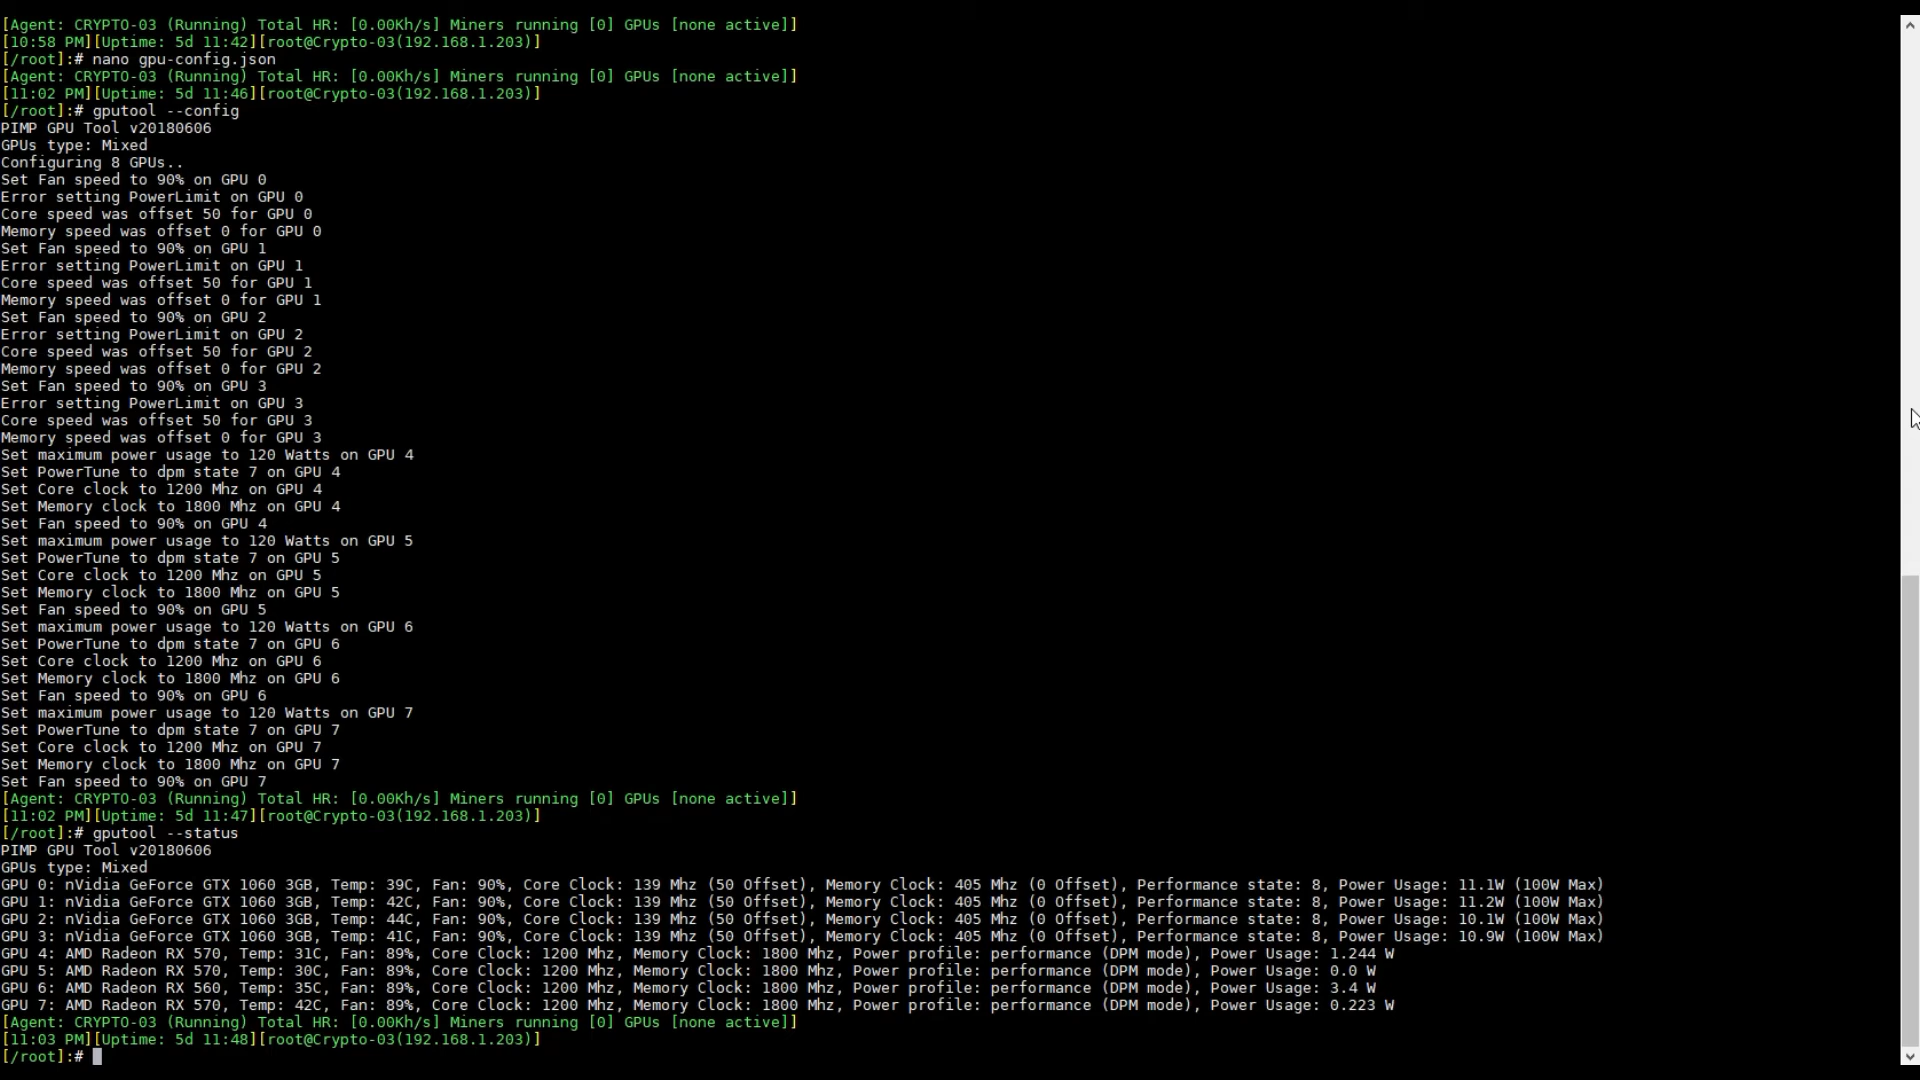 [Agent: CRYPTO-03 (Running) Total HR: [0.00Kh/s] Miners running [0] GPUs [none active]]
[10:58 PM][Uptime: 5d 11:42][root@Crypto-03(192.168.1.203)]
[/root]:# nano gpu-config.json
[Agent: CRYPTO-03 (Running) Total HR: [0.00Kh/s] Miners running [0] GPUs [none active]]
[11:02 PM][Uptime: 5d 11:46][root@Crypto-03(192.168.1.203)]
[/root]:# gputool --config
PIMP GPU Tool v20180606
GPUs type: Mixed
Configuring 8 GPUs..
Set Fan speed to 90% on GPU 0
Error setting PowerLimit on GPU 0
Core speed was offset 50 for GPU 0
Memory speed was offset 0 for GPU 0
Set Fan speed to 90% on GPU 1
Error setting PowerLimit on GPU 1
Core speed was offset 50 for GPU 1
Memory speed was offset 0 for GPU 1
Set Fan speed to 90% on GPU 2
Error setting PowerLimit on GPU 2
Core speed was offset 50 for GPU 2
Memory speed was offset 0 for GPU 2
Set Fan speed to 90% on GPU 3
Error setting PowerLimit on GPU 3
Core speed was offset 50 for GPU 3
Memory speed was offset 0 for GPU 3
Set maximum power usage to 120 Watts on GPU 4
Set PowerTune to dpm state 7 on GPU 4
Set Core clock to 1200 Mhz on GPU 4
Set Memory clock to 1800 Mhz on GPU 4
Set Fan speed to 90% on GPU 4
Set maximum power usage to 120 Watts on GPU 5
Set PowerTune to dpm state 7 on GPU 5
Set Core clock to 1200 Mhz on GPU 5
Set Memory clock to 1800 Mhz on GPU 5
Set Fan speed to 90% on GPU 5
Set maximum power usage to 120 Watts on GPU 6
Set PowerTune to dpm state 7 on GPU 6
Set Core clock to 1200 Mhz on GPU 6
Set Memory clock to 1800 Mhz on GPU 6
Set Fan speed to 90% on GPU 6
Set maximum power usage to 120 Watts on GPU 7
Set PowerTune to dpm state 7 on GPU 7
Set Core clock to 1200 Mhz on GPU 7
Set Memory clock to 1800 Mhz on GPU 7
Set Fan speed to 90% on GPU 7
[Agent: CRYPTO-03 (Running) Total HR: [0.00Kh/s] Miners running [0] GPUs [none active]]
[11:02 PM][Uptime: 5d 11:47][root@Crypto-03(192.168.1.203)]
[/root]:# gputool --status
PIMP GPU Tool v20180606
GPUs type: Mixed
GPU 0: nVidia GeForce GTX 1060 3GB, Temp: 39C, Fan: 90%, Core Clock: 139 Mhz (50 Offset), Memory Clock: 405 Mhz (0 Offset), Performance state: 8, Power Usage: 11.1W (100W Max)
GPU 1: nVidia GeForce GTX 1060 3GB, Temp: 42C, Fan: 90%, Core Clock: 139 Mhz (50 Offset), Memory Clock: 405 Mhz (0 Offset), Performance state: 8, Power Usage: 11.2W (100W Max)
GPU 2: nVidia GeForce GTX 1060 3GB, Temp: 44C, Fan: 90%, Core Clock: 139 Mhz (50 Offset), Memory Clock: 405 Mhz (0 Offset), Performance state: 8, Power Usage: 10.1W (100W Max)
GPU 3: nVidia GeForce GTX 1060 3GB, Temp: 41C, Fan: 90%, Core Clock: 139 Mhz (50 Offset), Memory Clock: 405 Mhz (0 Offset), Performance state: 8, Power Usage: 10.9W (100W Max)
GPU 4: AMD Radeon RX 570, Temp: 31C, Fan: 89%, Core Clock: 1200 Mhz, Memory Clock: 1800 Mhz, Power profile: performance (DPM mode), Power Usage: 1.244 W
GPU 5: AMD Radeon RX 570, Temp: 30C, Fan: 89%, Core Clock: 1200 Mhz, Memory Clock: 1800 Mhz, Power profile: performance (DPM mode), Power Usage: 0.0 W
GPU 6: AMD Radeon RX 560, Temp: 35C, Fan: 89%, Core Clock: 1200 Mhz, Memory Clock: 1800 Mhz, Power profile: performance (DPM mode), Power Usage: 3.4 W
GPU 7: AMD Radeon RX 570, Temp: 42C, Fan: 89%, Core Clock: 1200 Mhz, Memory Clock: 1800 Mhz, Power profile: performance (DPM mode), Power Usage: 0.223 W
[Agent: CRYPTO-03 (Running) Total HR: [0.00Kh/s] Miners running [0] GPUs [none active]]
[11:03 PM][Uptime: 5d 11:48][root@Crypto-03(192.168.1.203)]
[/root]:#